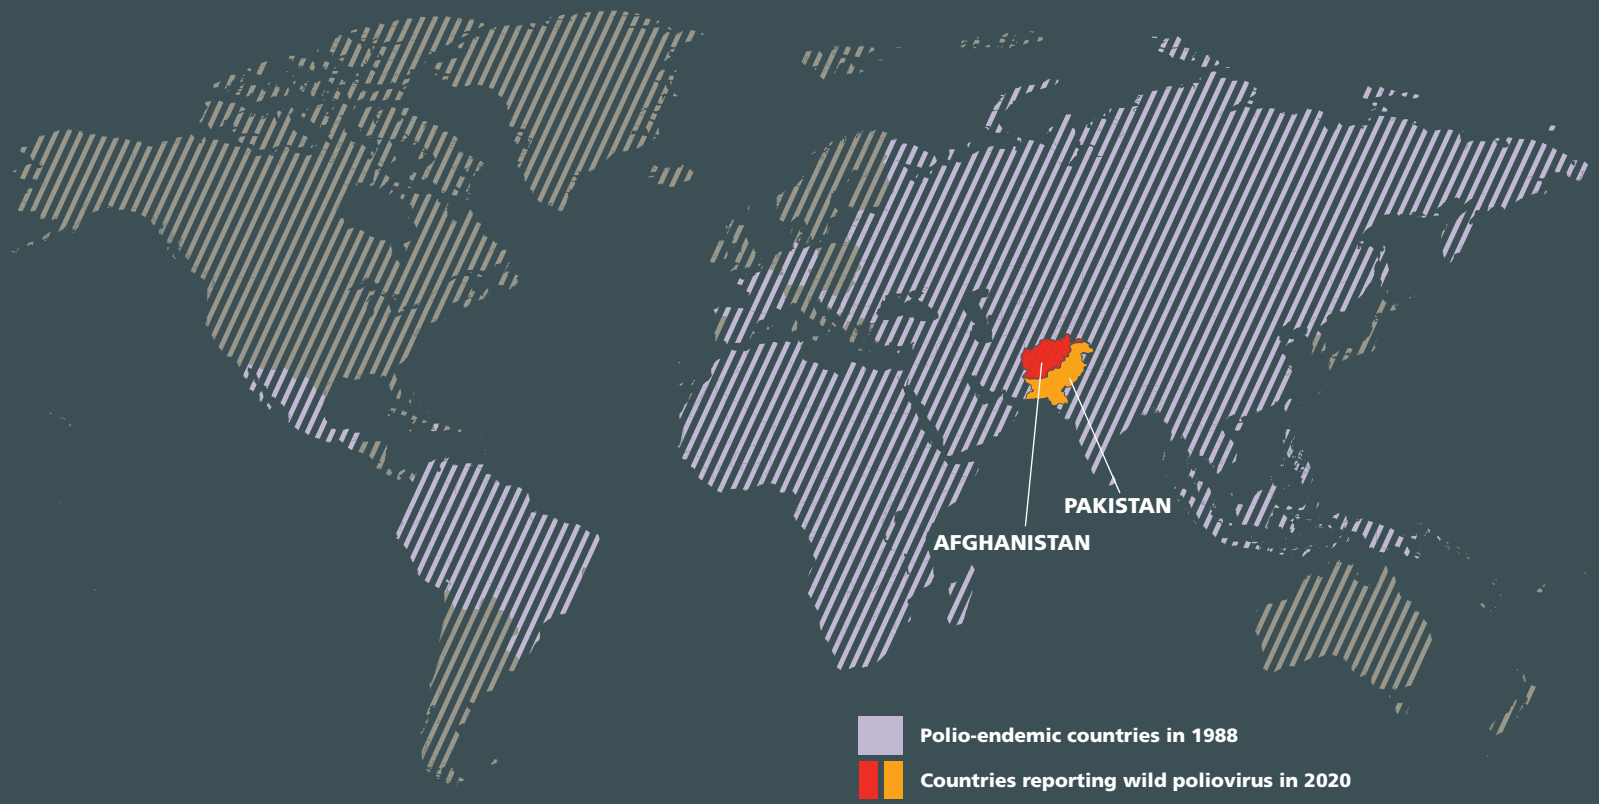 PAKISTAN
AFGHANISTAN
Polio-endemic countries in 1988
Countries reporting wild poliovirus in 2020